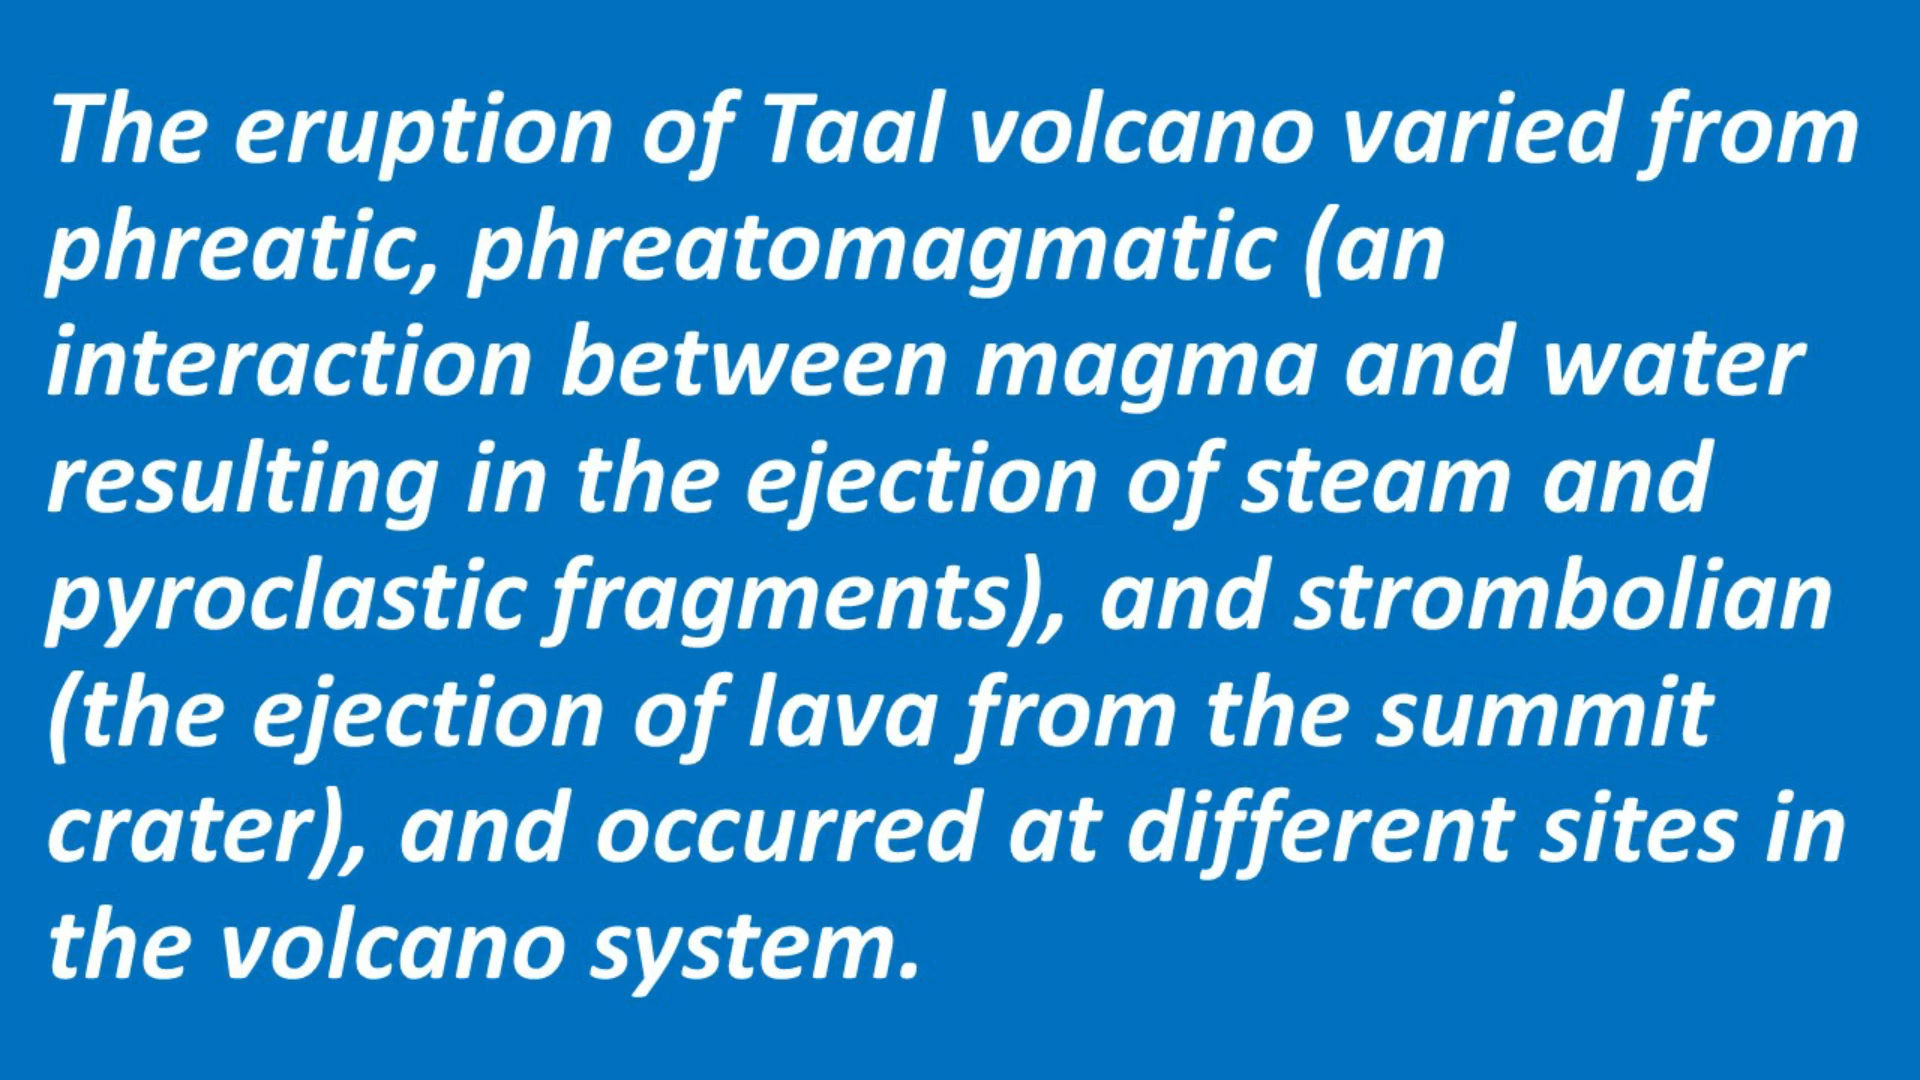 The eruption of Taal volcano varied from
phreatic, phreatomagmatic (an
interaction between magma and water
resulting in the ejection of steam and
pyroclastic fragments), and strombolian
(the ejection of lava from the summit
crater), and occurred at different sites in
the volcano system.